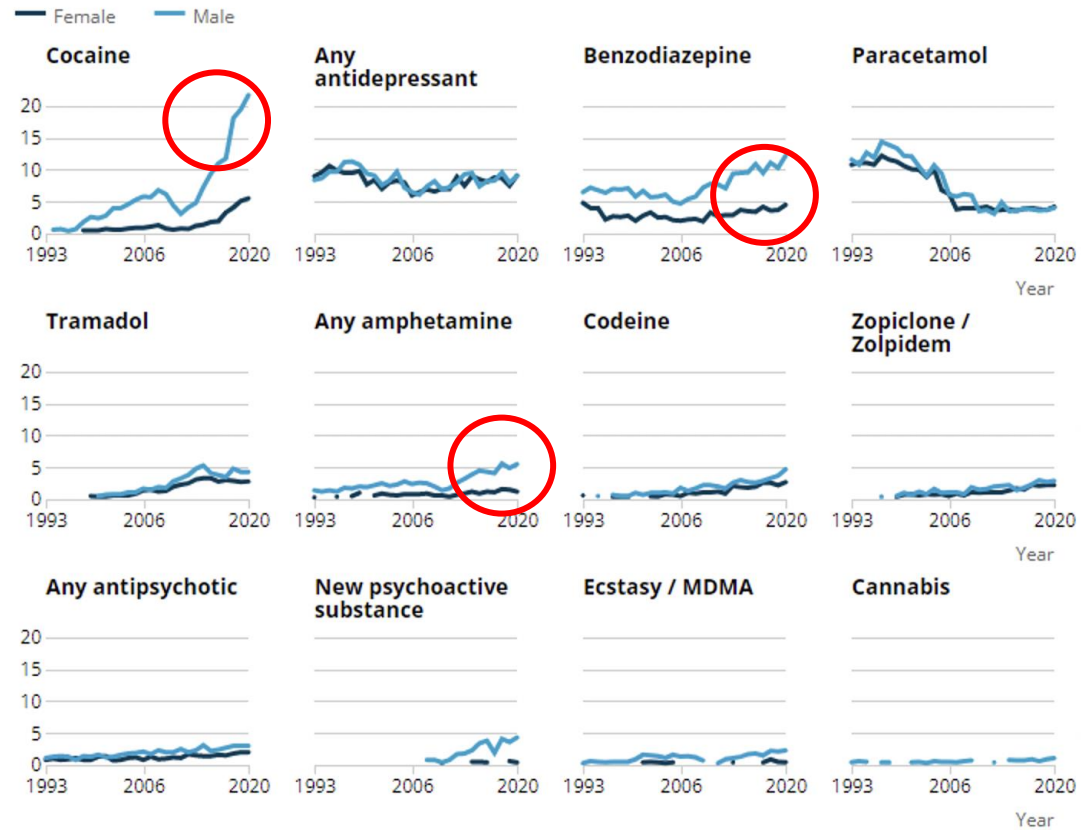 Female Male
Cocaine
Any
antidepressant
Benzodiazepine
Paracetamol
20
15
10
5
0
1993 2006 2020 1993 2006 2020 1993 2006 2020 1993 2006 2020
Year
Tramadol
Any amphetamine
Codeine
Zopiclone /
Zolpidem
20
15
10
5
0
1993 2006 2020 1993 2006 2020 1993 2006 2020 1993 2006 2020
Year
Any antipsychotic
New psychoactive
substance
Ecstasy / MDMA
Cannabis
20
15
10
5
0
1993 2006 2020 1993 2006 2020 1993 2006 2020 1993 2006 2020
Year